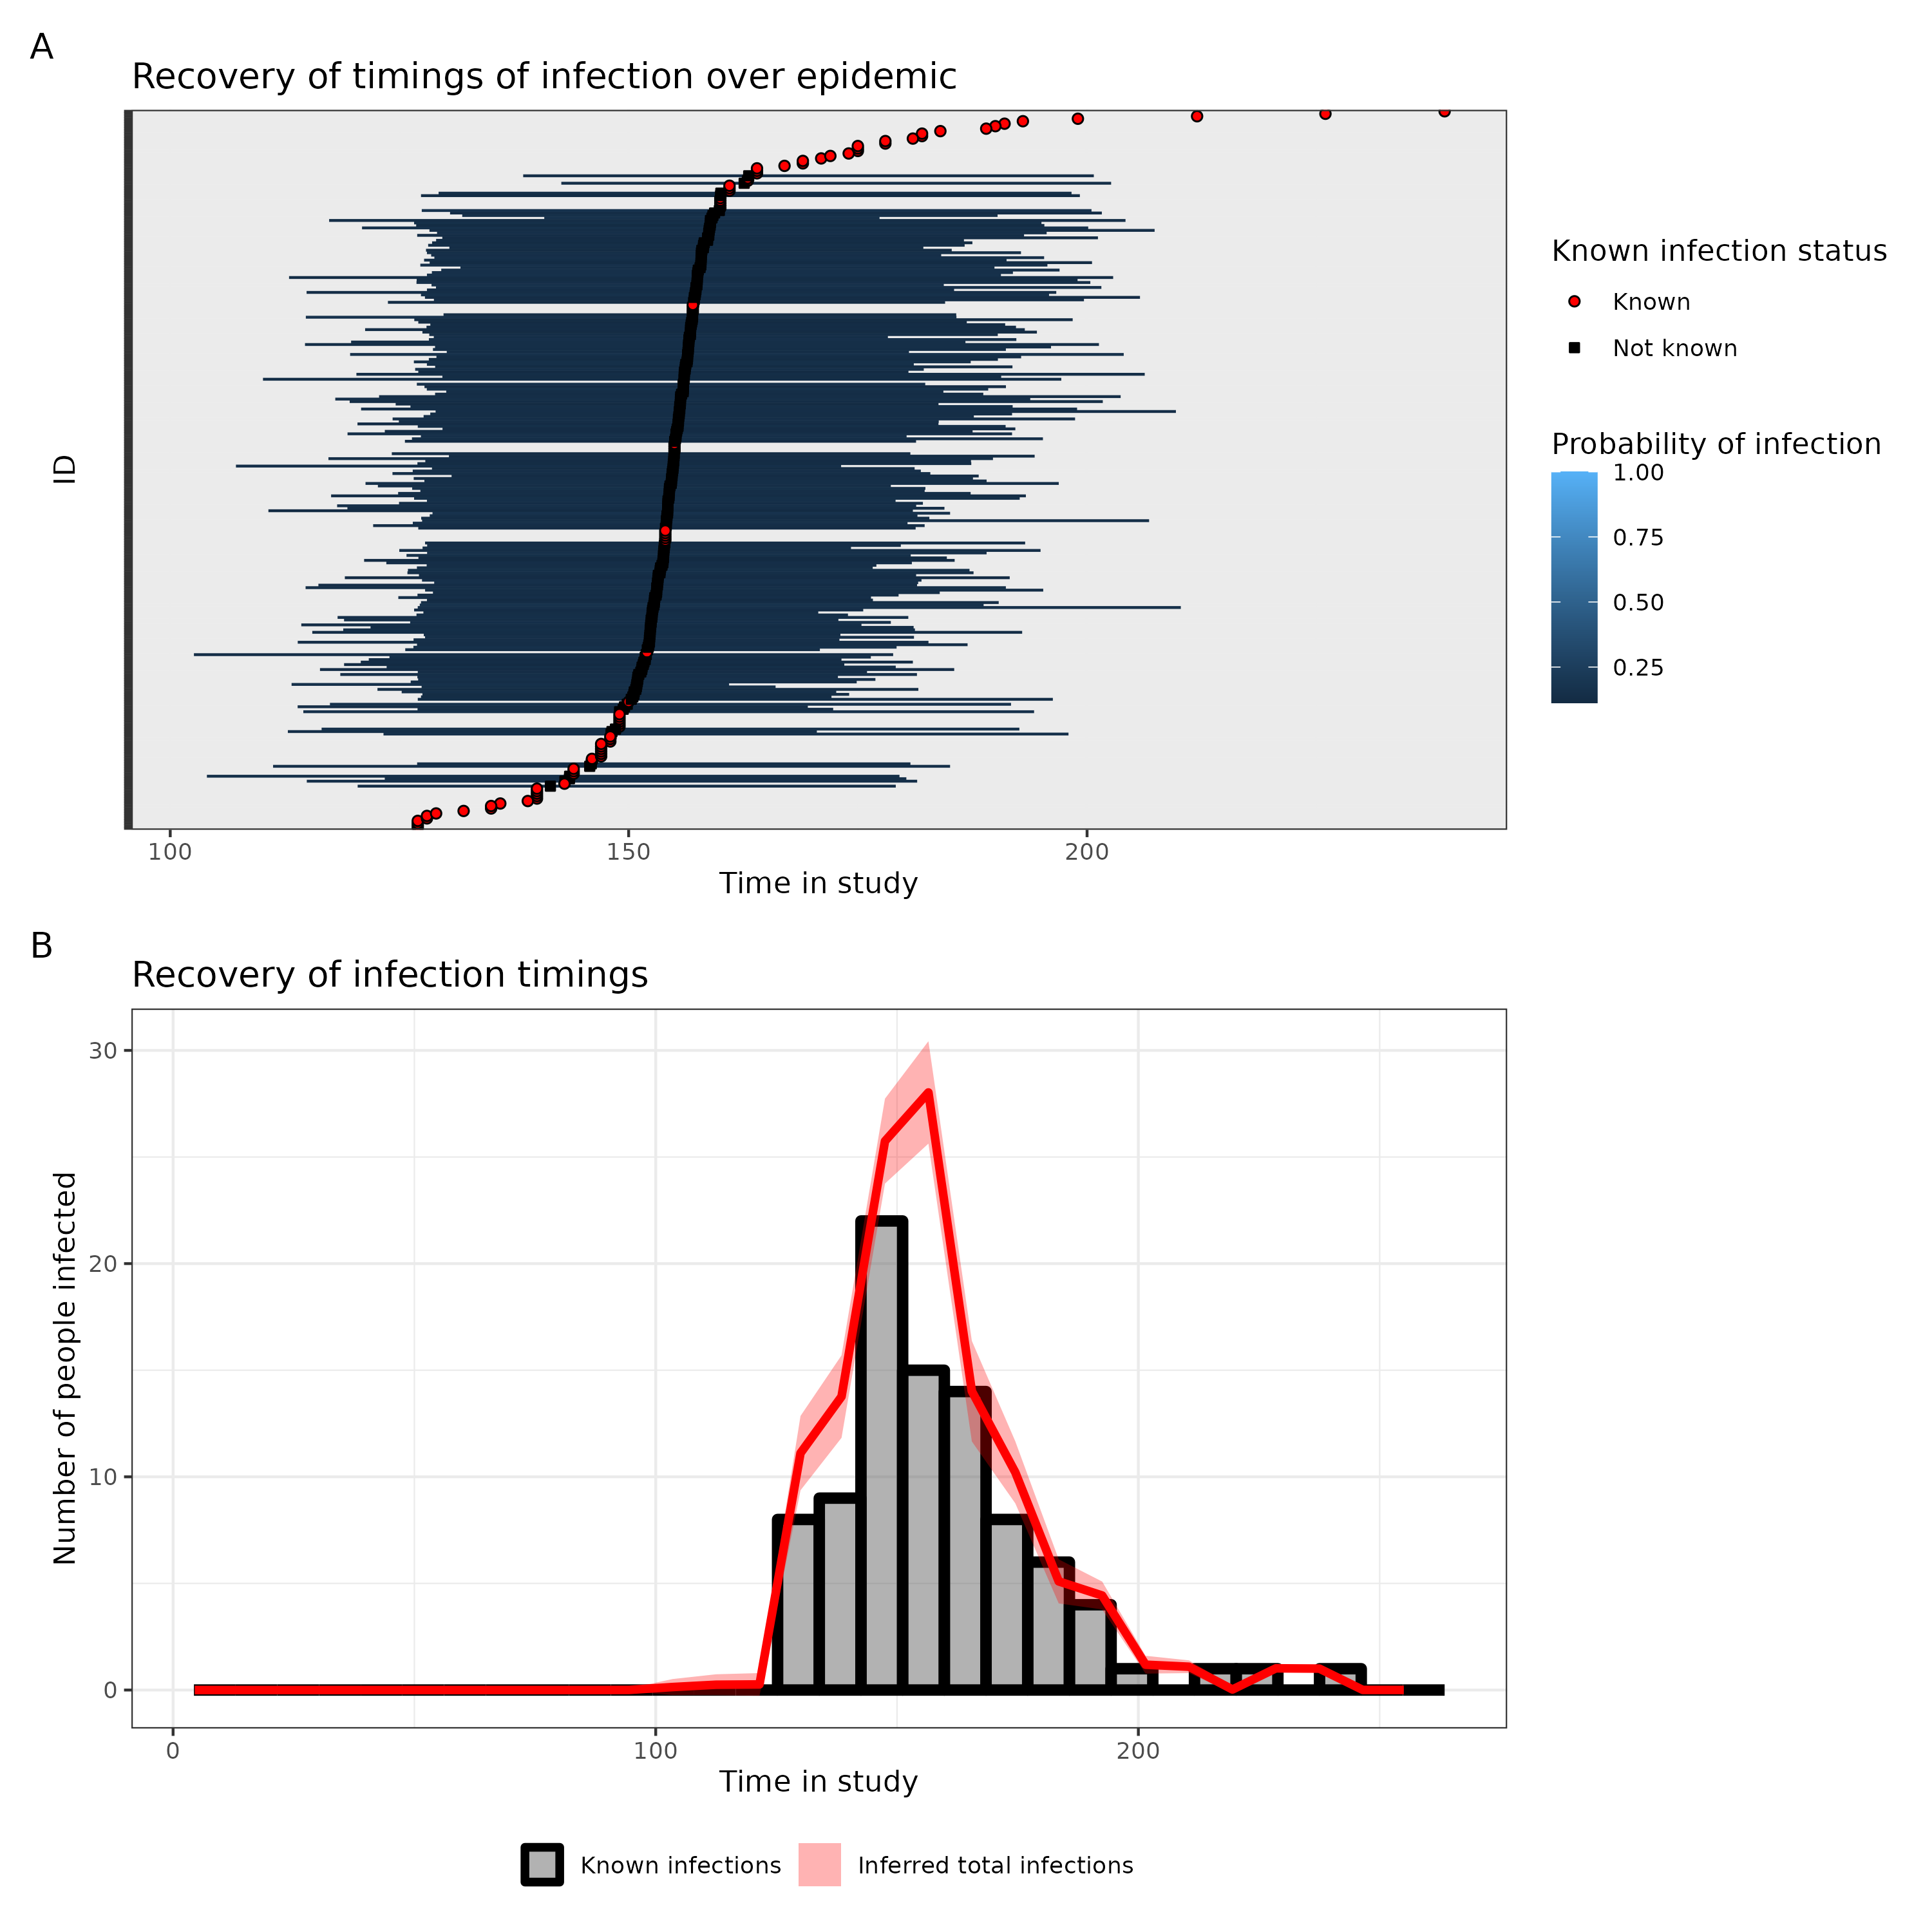 A
Recovery of timings of infection over epidemic
ID
100 150 200
Time in study
Known infection status
Known
Not known
Probability of infection
1.00
0.75
0.50
0.25
B
Recovery of infection timings
Number of people infected
30
20
10
0
0 100 200
Time in study
Known infections Inferred total infections